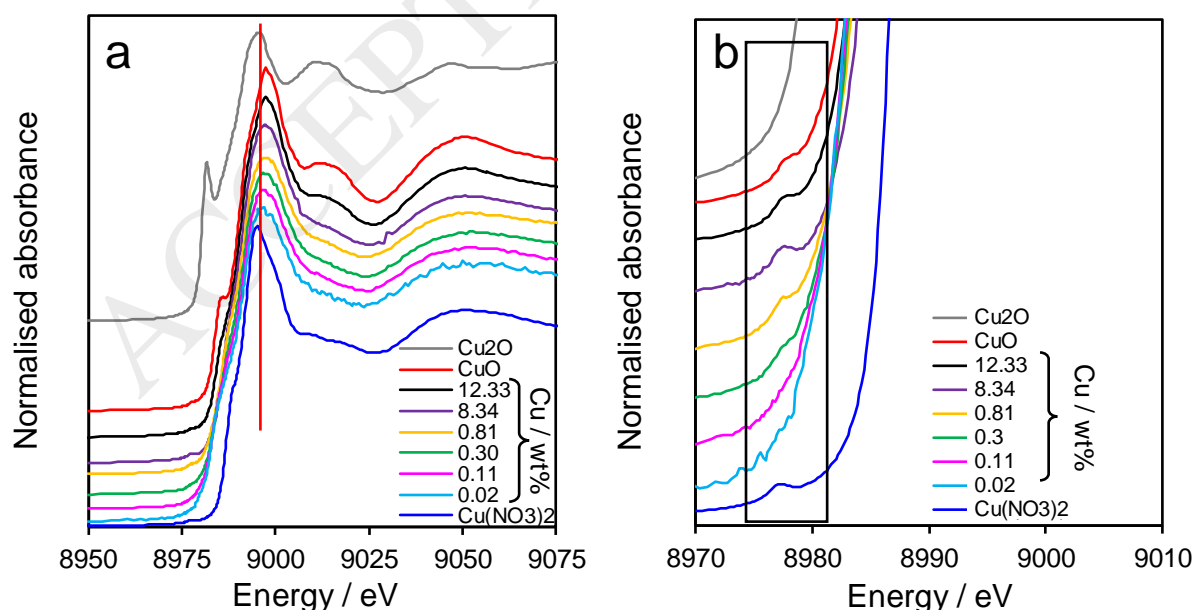 ACCEPT
a
Normalised absorbance
Cu2O
CuO
12.33
8.34
0.81
0.30
0.11
0.02
Cu(NO3)2
Cu / wt%
8950 8975 9000 9025 9050 9075
Energy / eV
b
Normalised absorbance
Cu2O
CuO
12.33
8.34
0.81
0.3
0.11
0.02
Cu(NO3)2
Cu / wt%
8970 8980 8990 9000 9010
Energy / eV